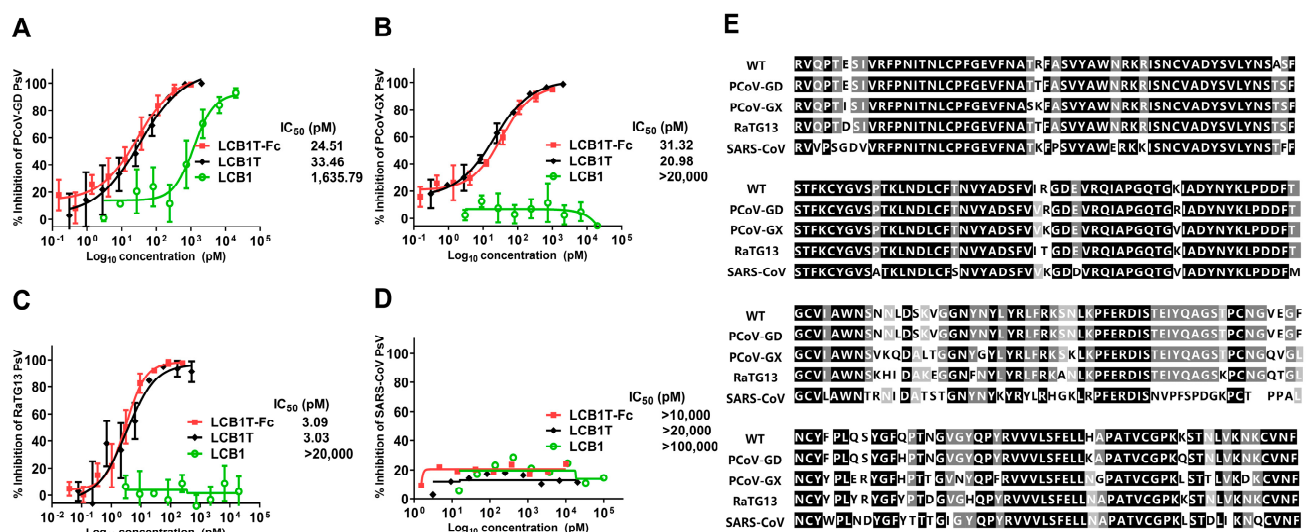 A
% Inhibition of PCoV-GD PsV
100
80
60
40
20
0
10-1 100 101 102 103 104 105
Log10 concentration (pM)
IC50 (pM)
LCB1T-Fc 24.51
LCB1T 33.46
LCB1 1,635.79
B
% Inhibition of PCoV-GX PsV
100
80
60
40
20
0
10-1 100 101 102 103 104 105
Log10 concentration (pM)
IC50 (pM)
LCB1T-Fc 31.32
LCB1T 20.98
LCB1 >20,000
C
% Inhibition of RaTG13 PsV
100
80
60
40
20
0
10-2 10-1 100 101 102 103 104 105
concentration (pM)
IC50 (pM)
LCB1T-Fc 3.09
LCB1T 3.03
LCB1 >20,000
D
% Inhibition of SARS-CoV PsV
100
80
60
40
20
0
100 101 102 103 104 105
Log10 concentration (pM)
IC50 (pM)
LCB1T-Fc >10,000
LCB1T >20,000
LCB1 >100,000
E
WT RVQPTESIVRFPNITNLCPFGEVFNATRFASVYAWNRKRISNCVADYSVLYNSASF
PCoV-GD RVQPTESIVRFPNITNLCPFGEVFNATTFASVYAWNRKRISNCVADYSVLYNSTSF
PCoV-GX RVQPTISIVRFPNITNLCPFGEVFNASKFASVYAWNRKRISNCVADYSVLYNSTSF
RaTG13 RVQPTDSIVRFPNITNLCPFGEVFNATTFASVYAWNRKRISNCVADYSVLYNSTSF
SARS-CoV RVVPSGDVVRFPNITNLCPFGEVFNATKFPSVYAWERKKISNCVADYSVLYNSTFF
WT STFKCYGVSPTKLNDLCFTNVYADSFVIRGDEVRQIAPGQTGKIADYNYKLPDDFT
PCoV-GD STFKCYGVSPTKLNDLCFTNVYADSFVVRGDEVRQIAPGQTGRIADYNYKLPDDFT
PCoV-GX STFKCYGVSPTKLNDLCFTNVYADSFVVKGDEVRQIAPGQTGVIADYNYKLPDDFT
RaTG13 STFKCYGVSPTKLNDLCFTNVYADSFVITGDEVRQIAPGQTGKIADYNYKLPDDFT
SARS-CoV STFKCYGVSATKLNDLCFSNVYADSFVVKGDDVRQIAPGQTGVIADYNYKLPDDFM
WT GCVIAWNSNNLDSKVGGNYNYLYRLFRKSNLKPFERDISTEIYQAGSTPCNGVEGF
PCoV-GD GCVIAWNSNNLDSKVGGNYNYLYRLFRKSNLKPFERDISTEIYQAGSTPCNGVEGF
PCoV-GX GCVIAWNSVKQDALTGGNYGYLYRLFRKSKLKPFERDISTEIYQAGSTPCNGQVGL
RaTG13 GCVIAWNSKHIDAKEGGNFNYLYRLFRKANLKPFERDISTEIYQAGSKPCNGQTGL
SARS-CoV GCVLAWNTRNIDATSTGNYNYKYRYLRHGKLRPFERDISNVPFSPDGKPCT PPAL
WT NCYFPLQSYGFQPTNGVGYQPYRVVVLSFELLHAPATVCGPKKSTNLVKNKCVNF
PCoV-GD NCYFPLQSYGFHPTNGVGYQPYRVVVLSFELLNAPATVCGPKQSTNLVKNKCVNF
PCoV-GX NCYYPLERYGFHPTTGVNYQPFRVVVLSFELLNGPATVCGPKLSTTLVKDKCVNF
RaTG13 NCYYPLYRYGFYPTDGVGHQPYRVVVLSFELLNAPATVCGPKKSTNLVKNKCVNF
SARS-CoV NCYWPLNDYGFYTTTGIGYQPYRVVVLSFELLNAPATVCGPKLSTDLIKNQCVNF